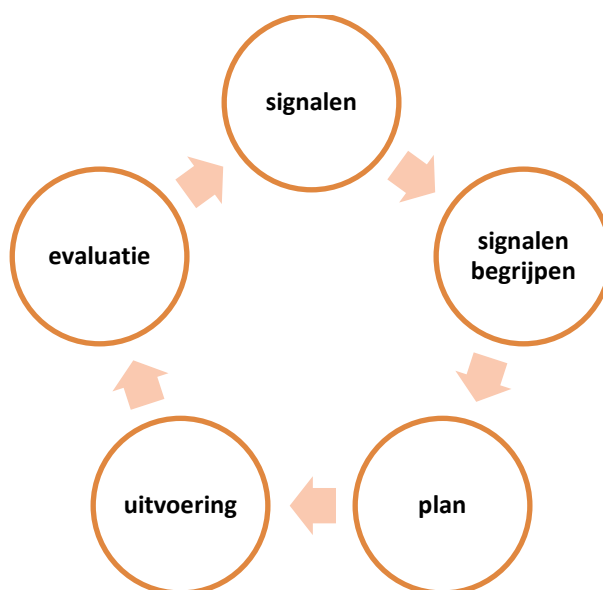 signalen
signalen
begrijpen
plan
uitvoering
evaluatie